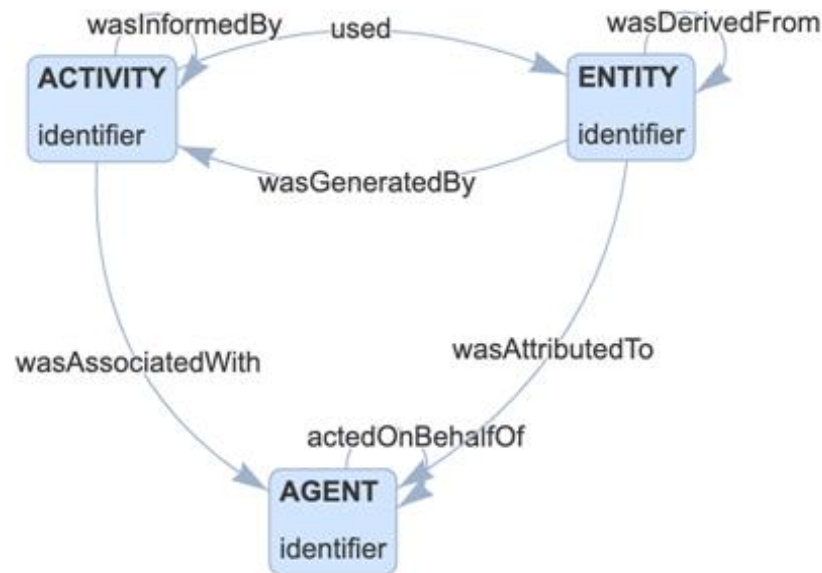 wasInformedBy
used
wasDerivedFrom
ACTIVITY
identifier
ENTITY
identifier
wasGeneratedBy
wasAssociatedWith
wasAttributedTo
actedOnBehalfOf
AGENT
identifier